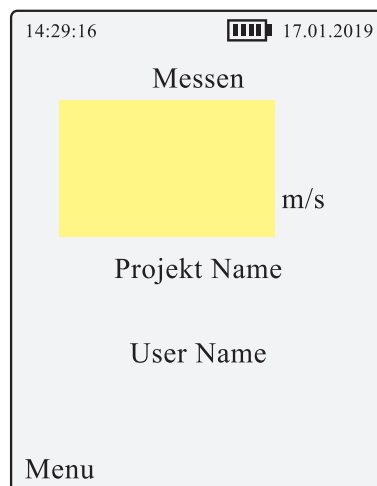 14:29:16 17.01.2019
Messen
m/s
Projekt Name
User Name
Menu